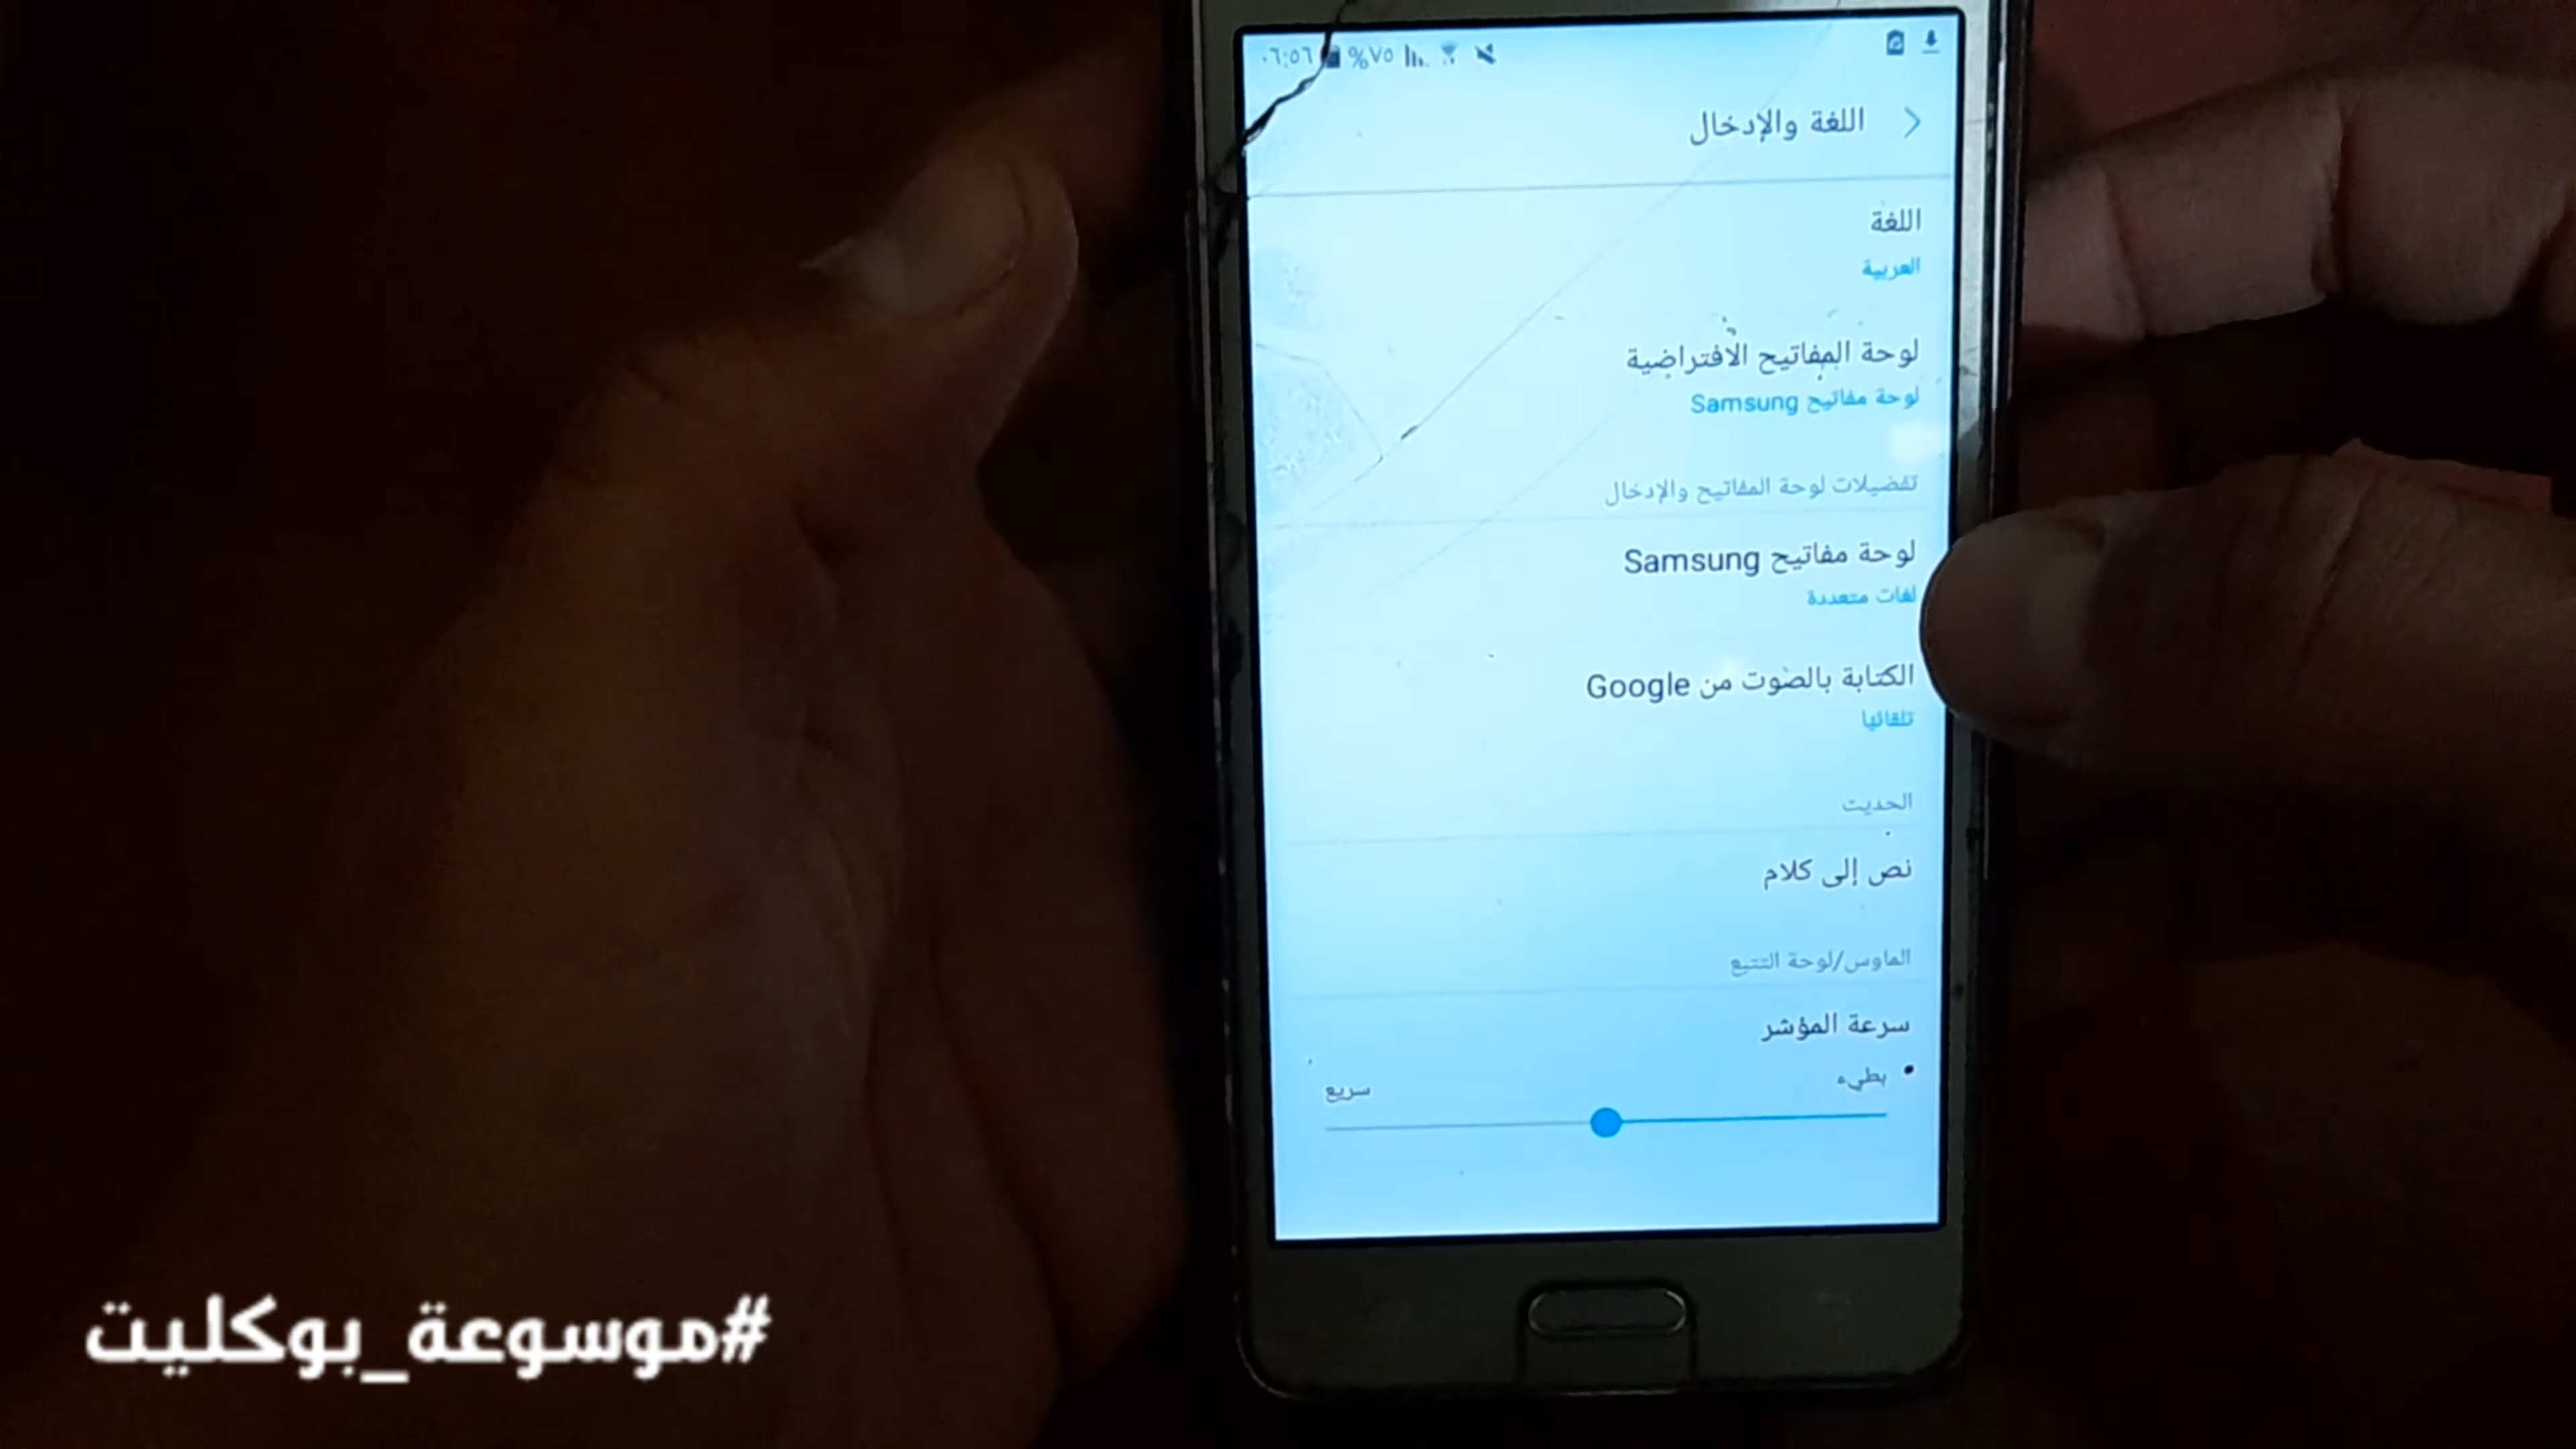 ٠٦:٥٦ %٧٥
اللغة والإدخال
اللغة
العربية
لوحة المفاتيح الافتراضية
لوحة مفاتيح Samsung
تفضيلات لوحة المفاتيح والإدخال
لوحة مفاتيح Samsung
لغات متعددة
الكتابة بالصوت من Google
تلقائيا
الحديث
نص إلى كلام
الماوس/لوحة التتبع
سرعة المؤشر
بطيء سريع
#موسوعة_بوكليت